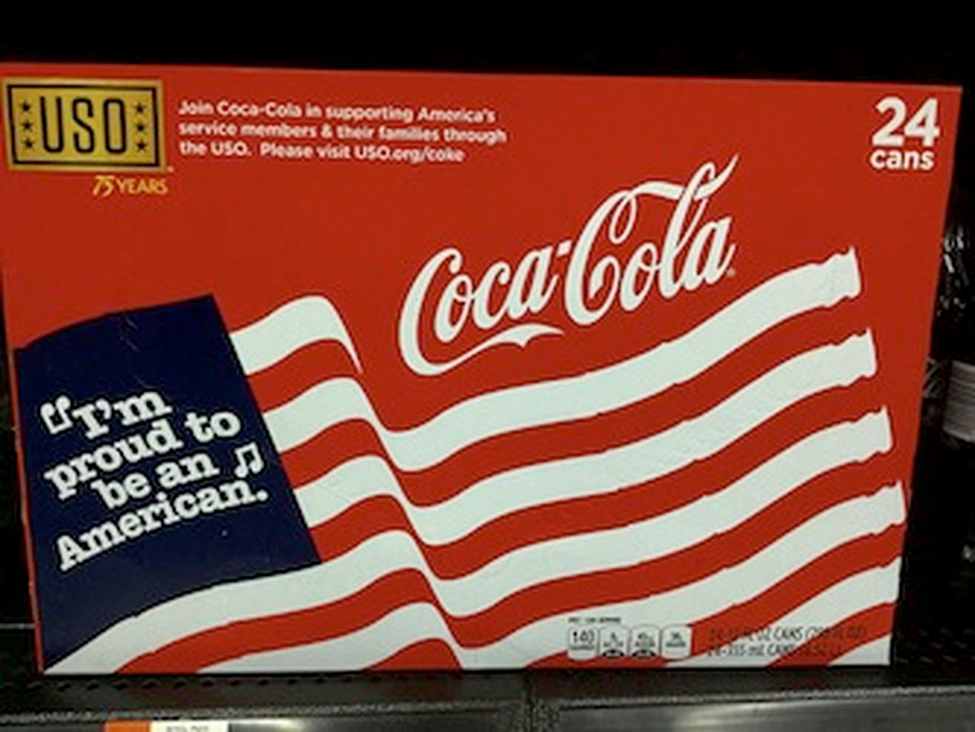 USO
75 YEARS
Join Coca-Cola in supporting America's
service members & their families through
the USO. Please visit USO.org/coke
24
cans
Coca-Cola
"I'm
proud to
be an
American.
140
CANS